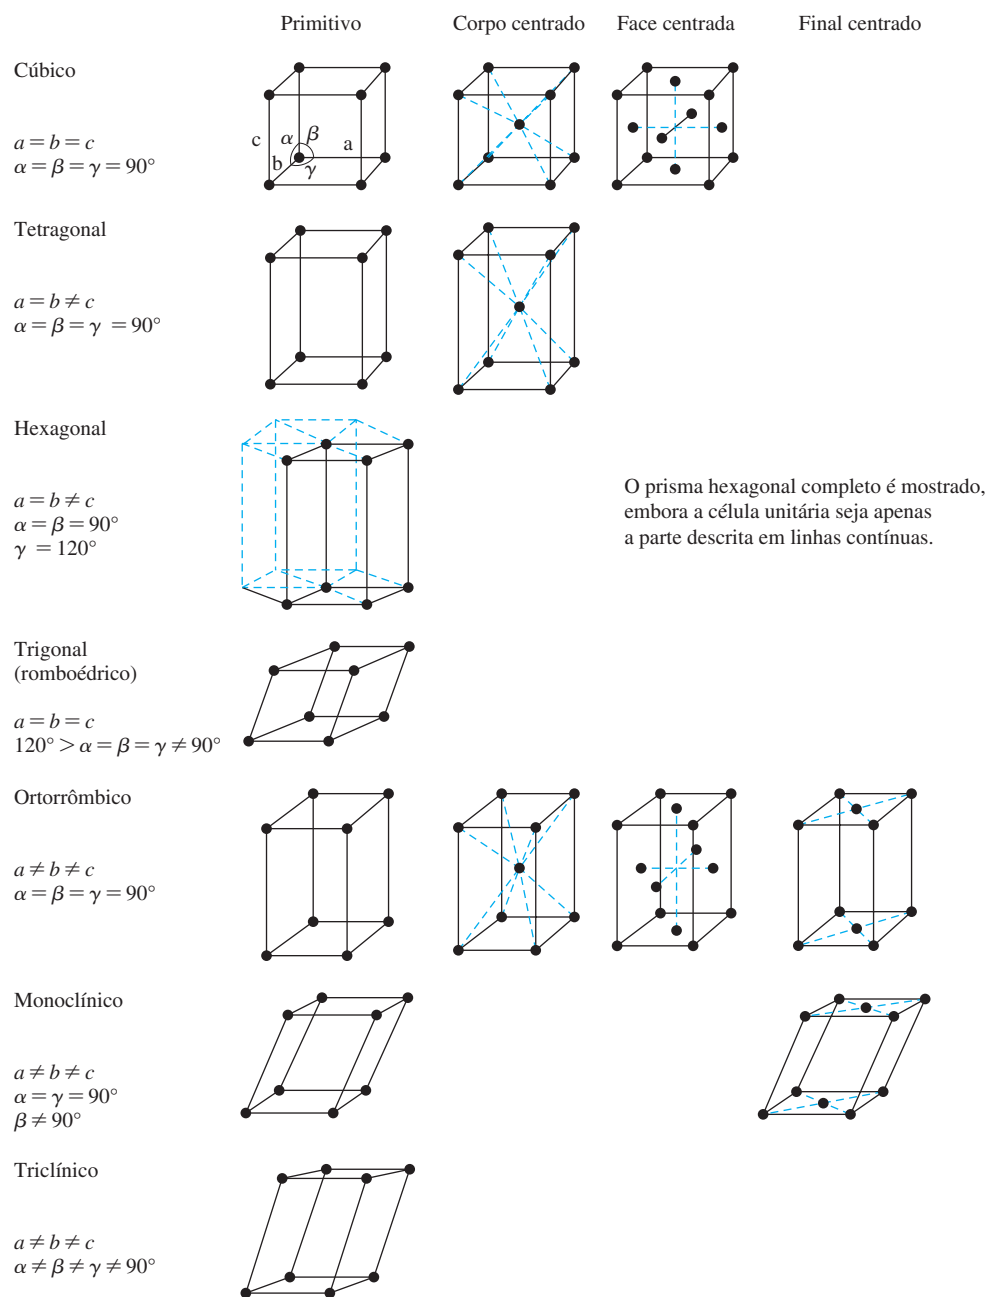 Primitivo Corpo centrado Face centrada Final centrado
Cúbico
a = b = c
α = β = γ = 90°
c α β a
b γ
Tetragonal
a = b ≠ c
α = β = γ = 90°
Hexagonal
a = b ≠ c
α = β = 90°
γ = 120°
O prisma hexagonal completo é mostrado,
embora a célula unitária seja apenas
a parte descrita em linhas contínuas.
Trigonal
(romboédrico)
a = b = c
120° > α = β = γ ≠ 90°
Ortorrômbico
a ≠ b ≠ c
α = β = γ = 90°
Monoclínico
a ≠ b ≠ c
α = γ = 90°
β ≠ 90°
Triclínico
a ≠ b ≠ c
α ≠ β ≠ γ ≠ 90°